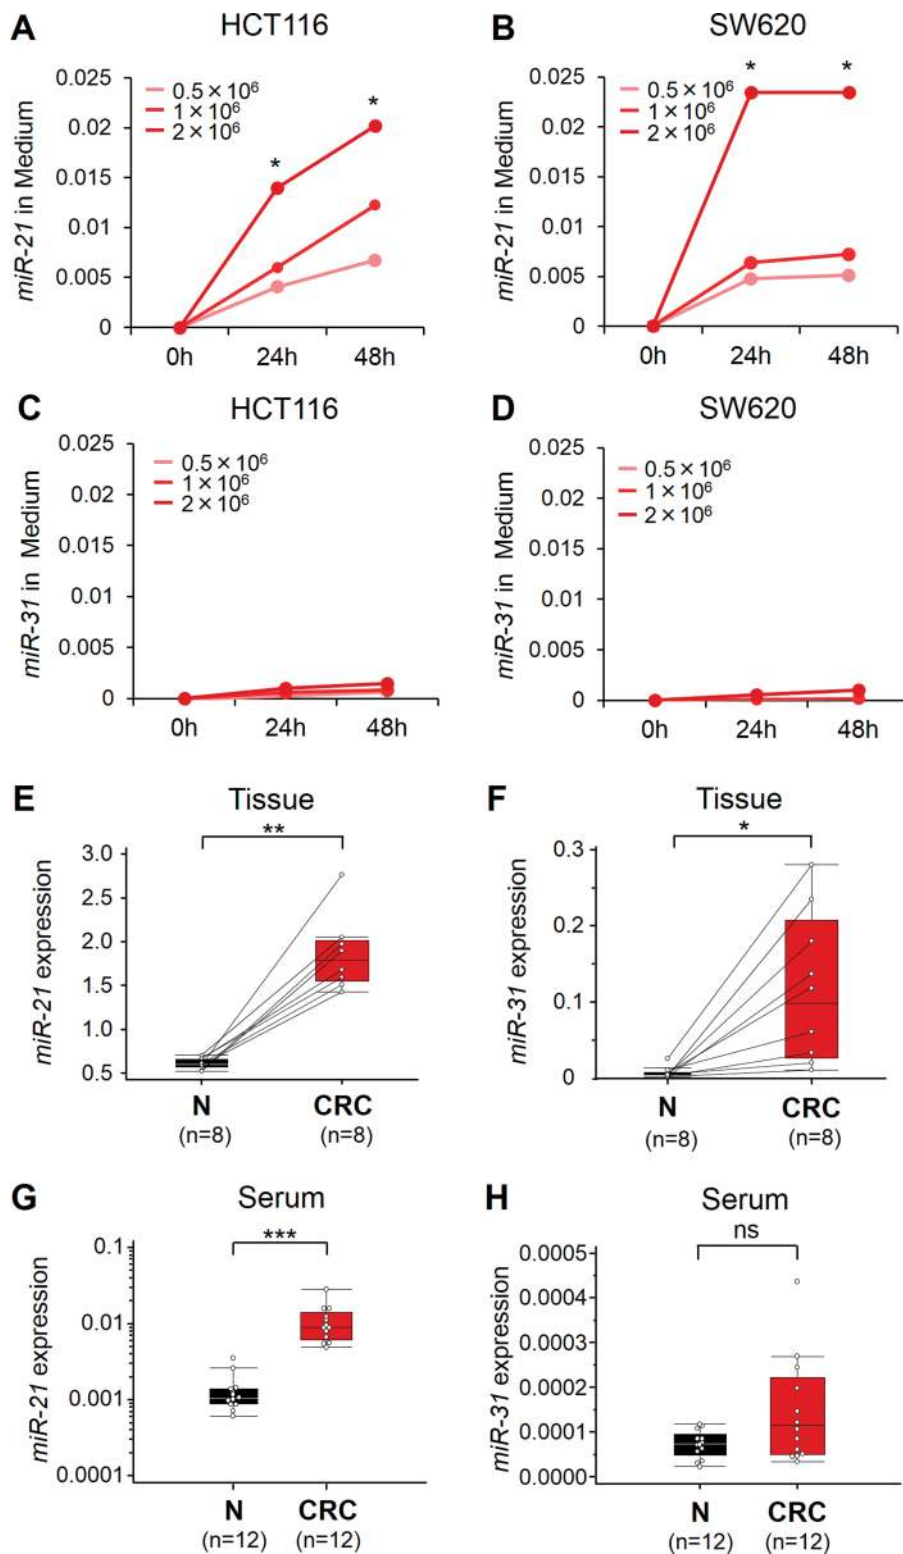 A HCT116
0.025
0.02
0.015
0.01
0.005
0
miR-21 in Medium
0.5×10⁶
1×10⁶
2×10⁶
*
*
0h 24h 48h
B SW620
0.025
0.02
0.015
0.01
0.005
0
miR-21 in Medium
0.5×10⁶
1×10⁶
2×10⁶
* *
0h 24h 48h
C HCT116
0.025
0.02
0.015
0.01
0.005
0
miR-31 in Medium
0.5×10⁶
1×10⁶
2×10⁶
0h 24h 48h
D SW620
0.025
0.02
0.015
0.01
0.005
0
miR-31 in Medium
0.5×10⁶
1×10⁶
2×10⁶
0h 24h 48h
E Tissue
**
3.0
2.5
2.0
1.5
1.0
0.5
miR-21 expression
N CRC
(n=8) (n=8)
F Tissue
*
0.3
0.2
0.1
0
miR-31 expression
N CRC
(n=8) (n=8)
G Serum
***
0.1
0.01
0.001
0.0001
miR-21 expression
N CRC
(n=12) (n=12)
H Serum
ns
0.0005
0.0004
0.0003
0.0002
0.0001
0.0000
miR-31 expression
N CRC
(n=12) (n=12)